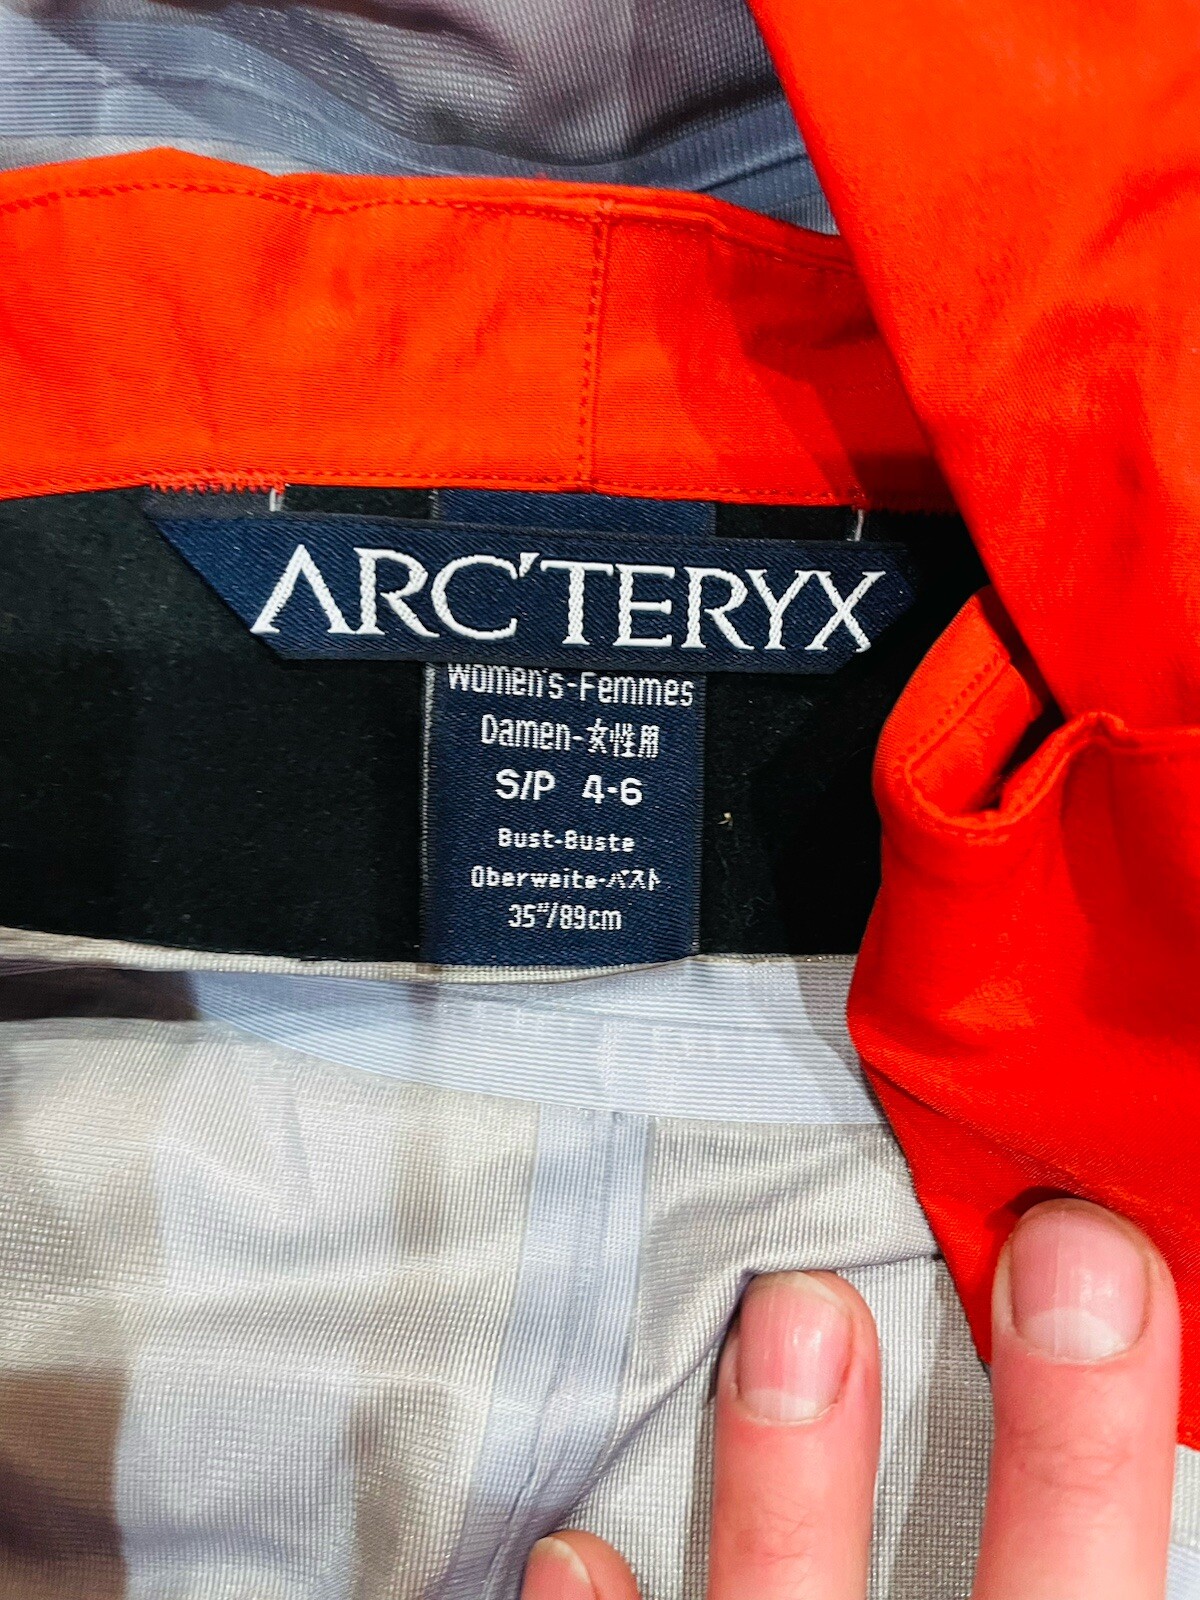 ARC'TERYX
Women's-Femmes
Damen-女性用
S/P 4-6
Bust-Buste
Oberweite-バスト
35"/89cm